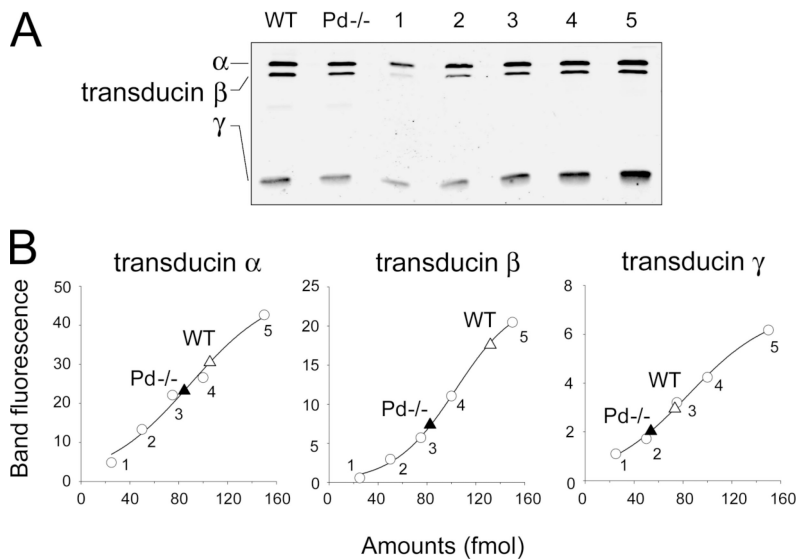 A
WT Pd-/- 1 2 3 4 5
α
transducin β
γ
B
transducin α
transducin β
transducin γ
Band fluorescence
50
40
30
20
10
0
WT
Pd-/-
1
2
3
4
5
0 40 80 120 160
25
20
15
10
5
0
WT
Pd-/-
1
2
3
4
5
0 40 80 120 160
8
6
4
2
0
WT
Pd-/-
1
2
3
4
5
0 40 80 120 160
Amounts (fmol)